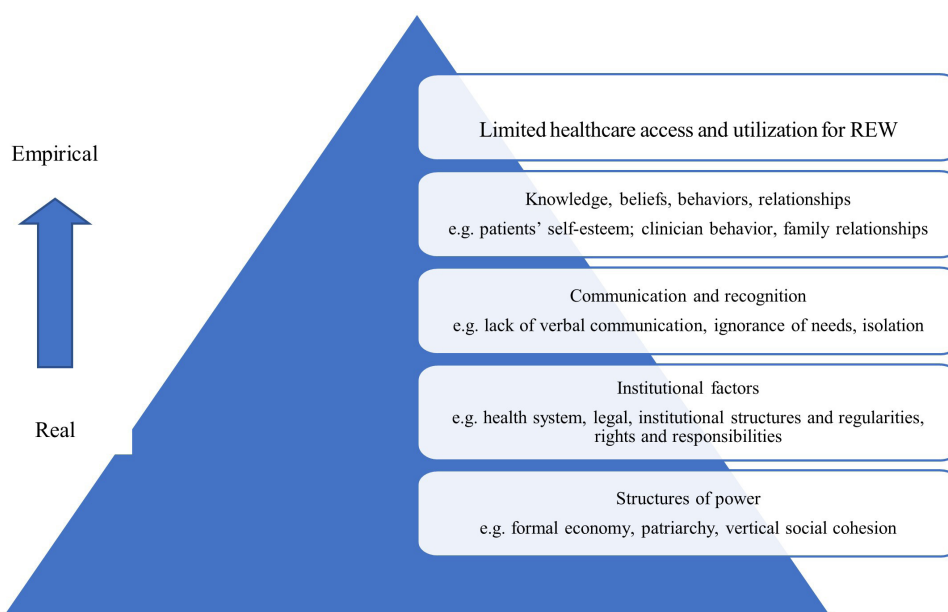 Empirical
Real
Limited healthcare access and utilization for REW
Knowledge, beliefs, behaviors, relationships
e.g. patients’ self-esteem; clinician behavior, family relationships
Communication and recognition
e.g. lack of verbal communication, ignorance of needs, isolation
Institutional factors
e.g. health system, legal, institutional structures and regularities,
rights and responsibilities
Structures of power
e.g. formal economy, patriarchy, vertical social cohesion